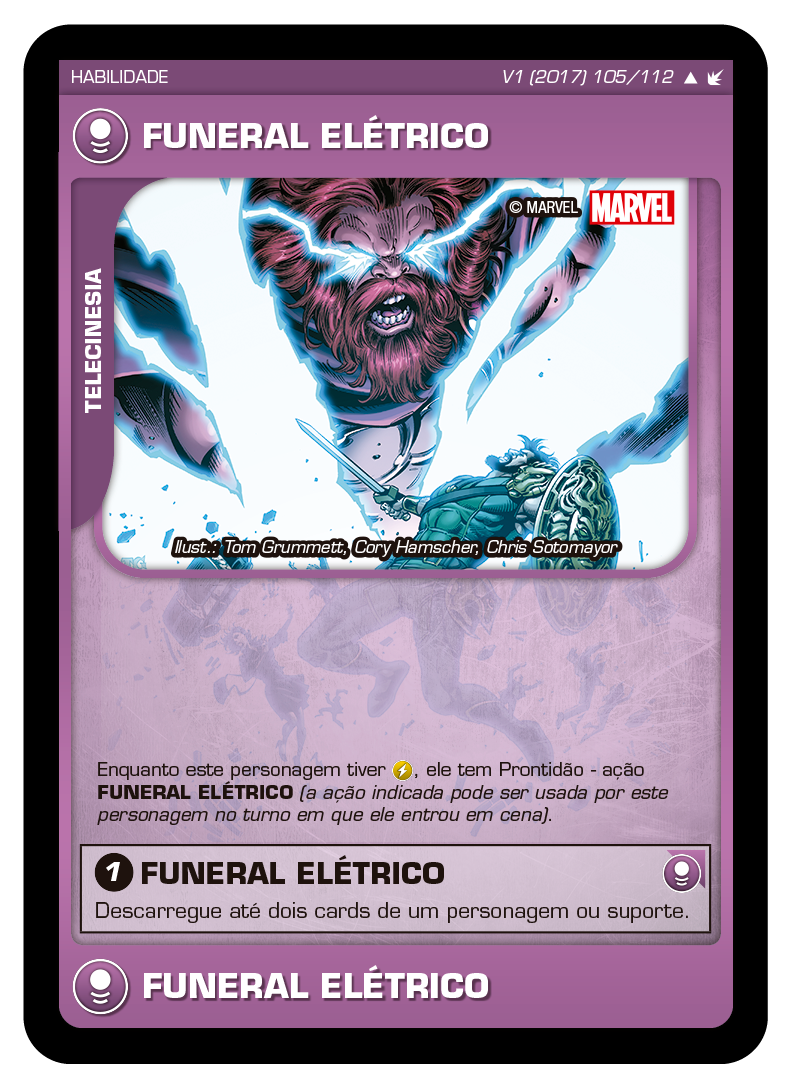 HABILIDADE
V1 (2017) 105/112
FUNERAL ELÉTRICO
© MARVEL
MARVEL
TELECINESIA
Ilust.: Tom Grummett, Cory Hamscher, Chris Sotomayor
Enquanto este personagem tiver , ele tem Prontidão - ação
FUNERAL ELÉTRICO (a ação indicada pode ser usada por este
personagem no turno em que ele entrou em cena).
1 FUNERAL ELÉTRICO
Descarregue até dois cards de um personagem ou suporte.
FUNERAL ELÉTRICO